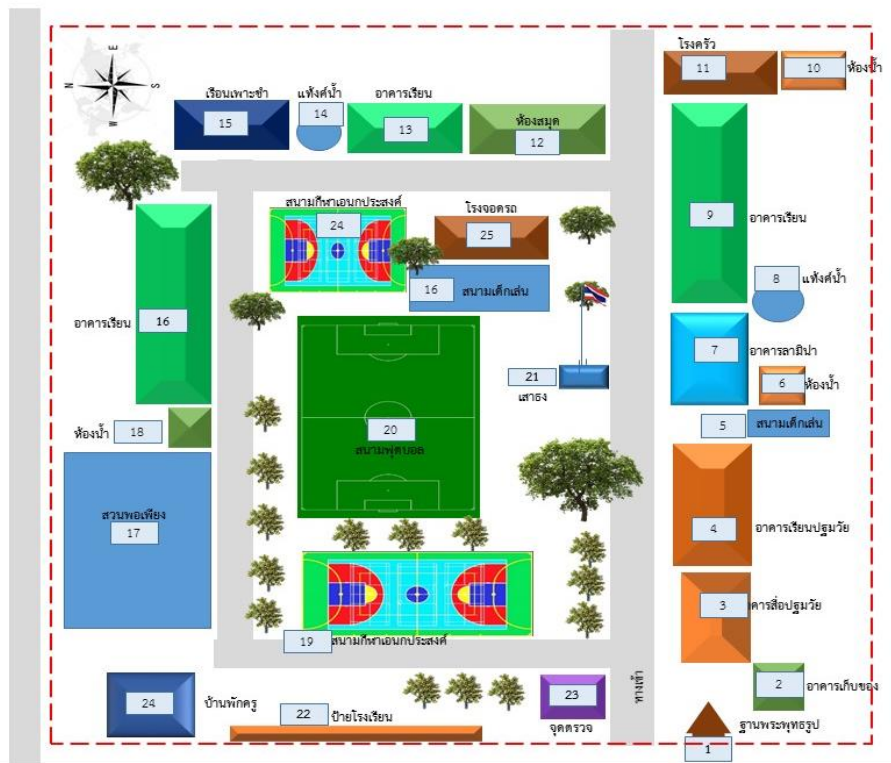 E
N
S
W
โรงครัว
11
10
ห้องน้ำ
เรือนเพาะชำ
แท้งค์น้ำ
อาคารเรียน
15
14
13
ห้องสมุด
12
9
อาคารเรียน
สนามกีฬาเอนกประสงค์
24
โรงจอดรถ
25
16
สนามเด็กเล่น
8
แท้งค์น้ำ
อาคารเรียน
16
7
อาคารลามิปา
21
เสาธง
6
ห้องน้ำ
5
สนามเด็กเล่น
ห้องน้ำ
18
20
สนามฟุตบอล
สวนพอเพียง
17
4
อาคารเรียนปฐมวัย
3
คารสื่อปฐมวัย
19
สนามกีฬาเอนกประสงค์
2
อาคารเก็บของ
ทางเข้า
24
บ้านพักครู
22
ป้ายโรงเรียน
23
จุดตรวจ
ฐานพระพุทธรูป
1